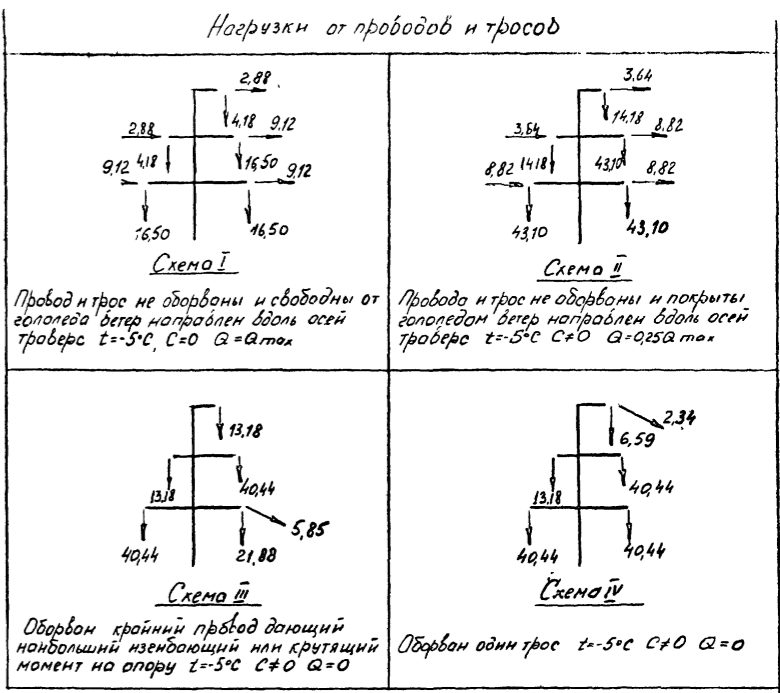 Нагрузки от проводов и тросов
2,88
4,18
2,88
9,12
9,12
4,18
16,50
9,12
16,50
16,50
Схема I
Провод и трос не оборваны и свободны от
гололеда ветер направлен вдоль осей
траверс t=-5°C, C=0 Q=Qmax
3,64
14,18
3,64
8,82
8,82
14,18
43,10
8,82
43,10
43,10
Схема II
Провода и трос не оборваны и покрыты
гололедом ветер направлен вдоль осей
траверс t=-5°C C≠0 Q=0,25Qmax
13,18
13,18
40,44
5,85
40,44
21,88
Схема III
Оборван крайний провод дающий
наибольший изгибающий или крутящий
момент на опору t=-5°C C≠0 Q=0
2,34
6,59
13,18
40,44
40,44
40,44
Схема IV
Оборван один трос t=-5°C C≠0 Q=0